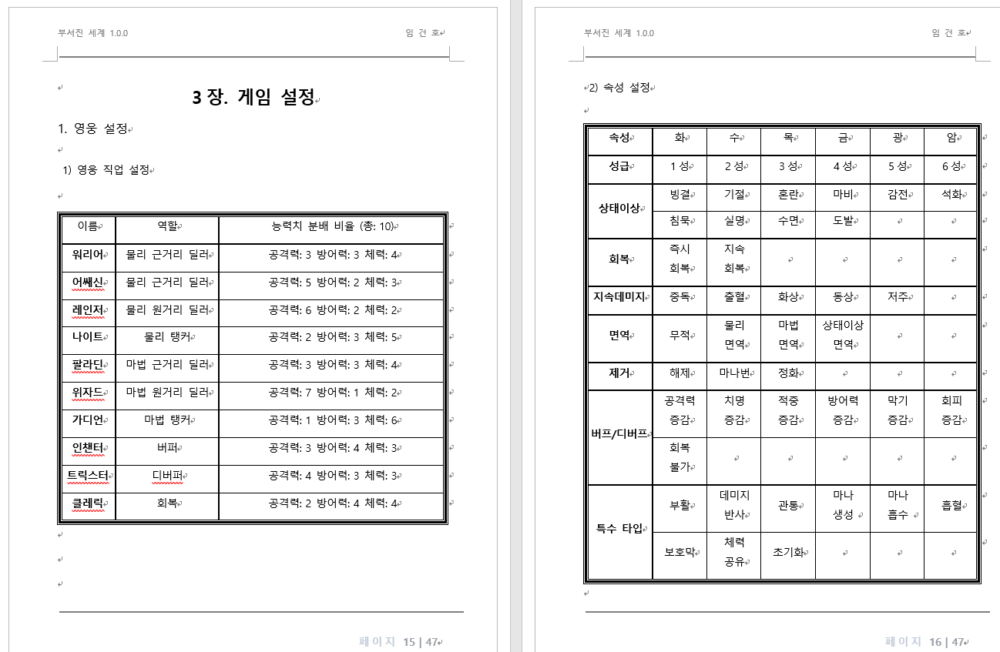 부서진 세계 1.0.0 임 건 호
3장. 게임 설정
1. 영웅 설정
1) 영웅 직업 설정
이름 역할 능력치 분배 비율 (총: 10)
워리어 물리 근거리 딜러 공격력: 3 방어력: 3 체력: 4
어쌔신 물리 근거리 딜러 공격력: 5 방어력: 2 체력: 3
레인저 물리 원거리 딜러 공격력: 6 방어력: 2 체력: 2
나이트 물리 탱커 공격력: 2 방어력: 3 체력: 5
팔라딘 마법 근거리 딜러 공격력: 3 방어력: 3 체력: 4
위자드 마법 원거리 딜러 공격력: 7 방어력: 1 체력: 2
가디언 마법 탱커 공격력: 1 방어력: 3 체력: 6
인챈터 버퍼 공격력: 3 방어력: 4 체력: 3
트릭스터 디버퍼 공격력: 4 방어력: 3 체력: 3
클레릭 회복 공격력: 2 방어력: 4 체력: 4
페이지 15 | 47
부서진 세계 1.0.0 임 건 호
2) 속성 설정
속성 화 수 목 금 광 암
성급 1성 2성 3성 4성 5성 6성
상태이상 빙결 기절 혼란 마비 감전 석화
침묵 실명 수면 도발
회복 즉시 회복 지속 회복
지속데미지 중독 출혈 화상 동상 저주
면역 무적 물리 면역 마법 면역 상태이상 면역
제거 해제 마나번 정화
버프/디버프 공격력 증감 치명 증감 적중 증감 방어력 증감 막기 증감 회피 증감
회복 불가
특수 타입 부활 데미지 반사 관통 마나 생성 마나 흡수 흡혈
보호막 체력 공유 초기화
페이지 16 | 47